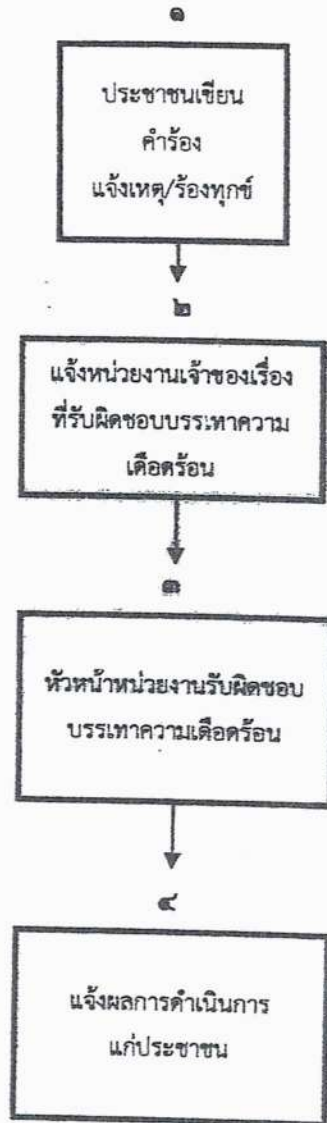 ๑
ประชาชนเขียน
คำร้อง
แจ้งเหตุ/ร้องทุกข์
๒
แจ้งหน่วยงานเจ้าของเรื่อง
ที่รับผิดชอบบรรเทาความ
เดือดร้อน
๓
หัวหน้าหน่วยงานรับผิดชอบ
บรรเทาความเดือดร้อน
๔
แจ้งผลการดำเนินการ
แก่ประชาชน